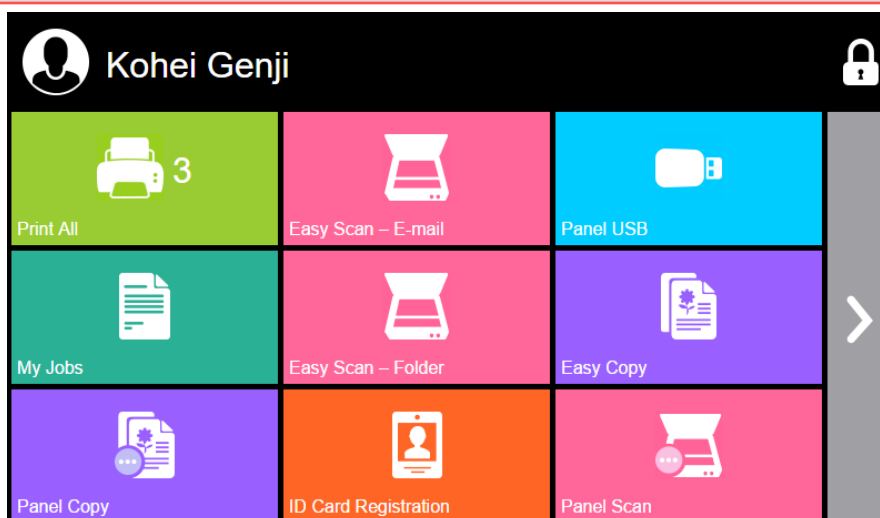 Kohei Genji
3
Print All
Easy Scan – E-mail
Panel USB
My Jobs
Easy Scan – Folder
Easy Copy
Panel Copy
ID Card Registration
Panel Scan